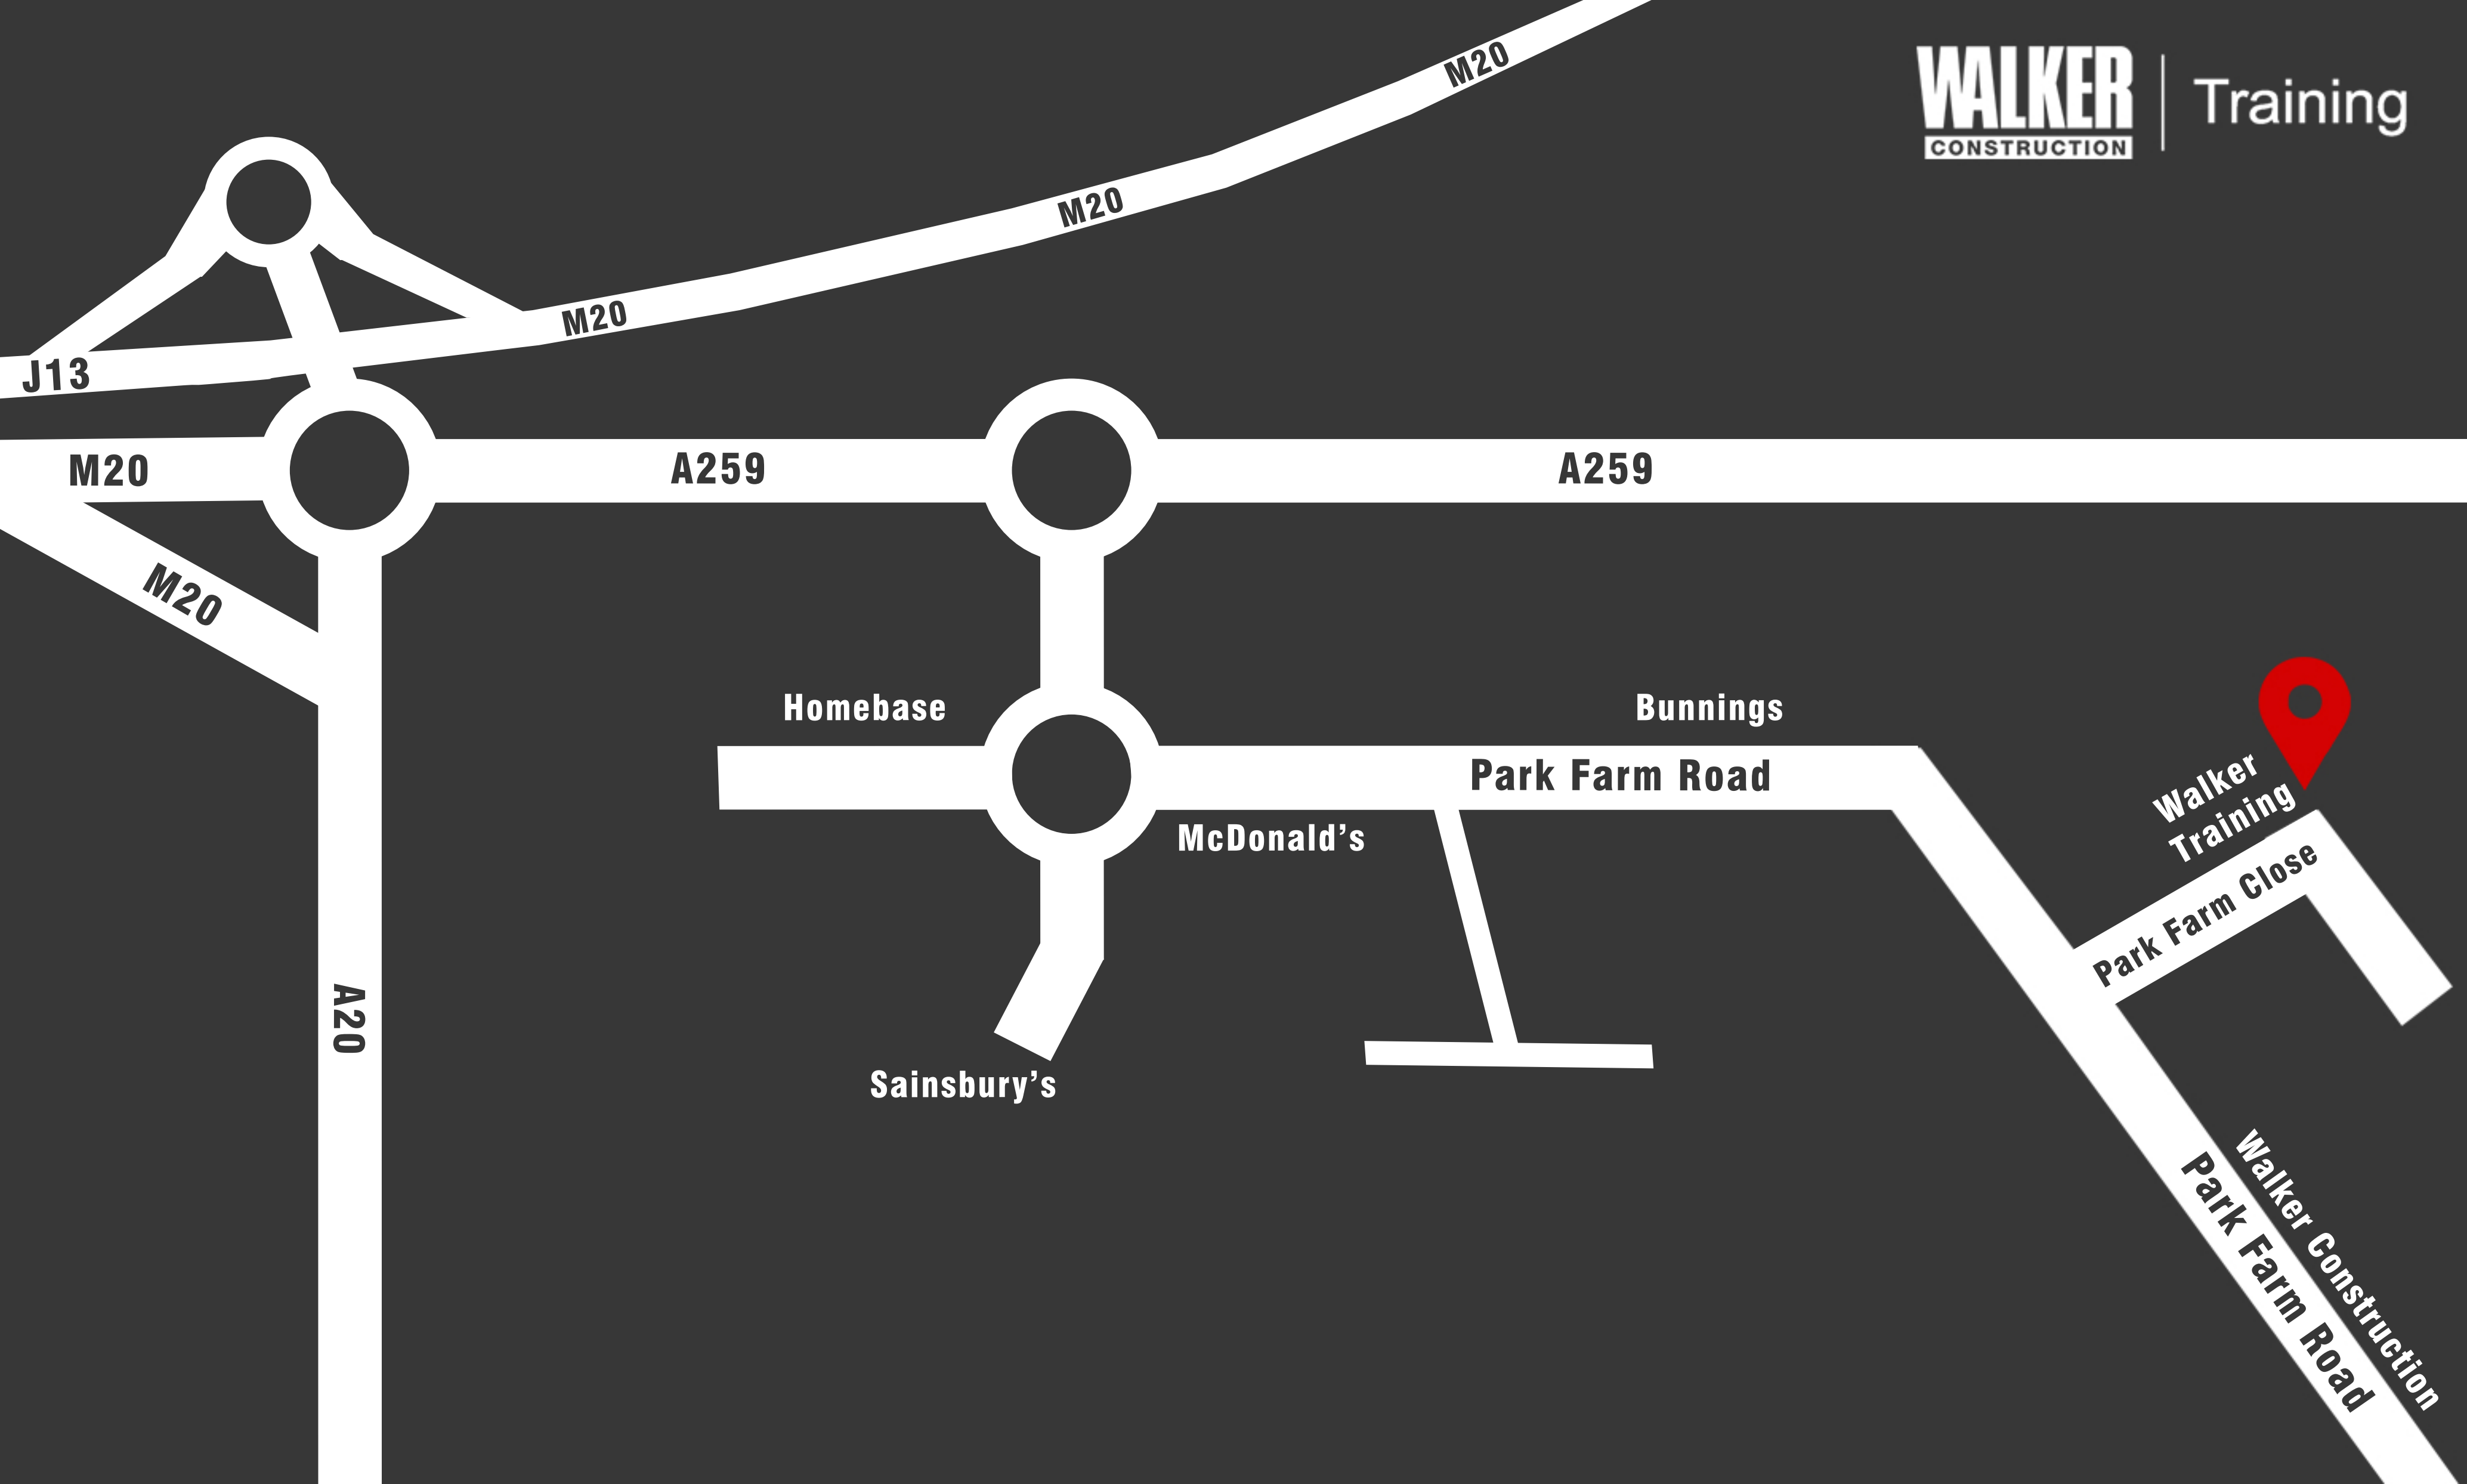 M20
WALKER
CONSTRUCTION
Training
M20
M20
J13
M20
A259
A259
M20
Homebase
Bunnings
Park Farm Road
Walker
Training
McDonald's
Park Farm Close
A20
Sainsbury's
Walker Construction
Park Farm Road